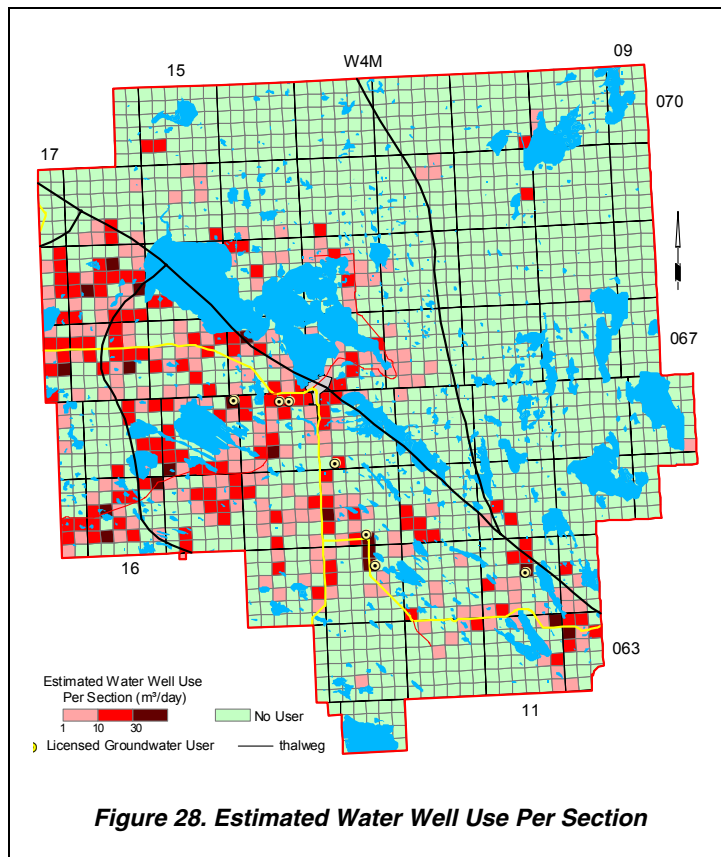 09
W4M
15
070
17
067
16
063
11
Estimated Water Well Use
Per Section (m³/day)
1 10 30
No User
Licensed Groundwater User
thalweg
Figure 28. Estimated Water Well Use Per Section